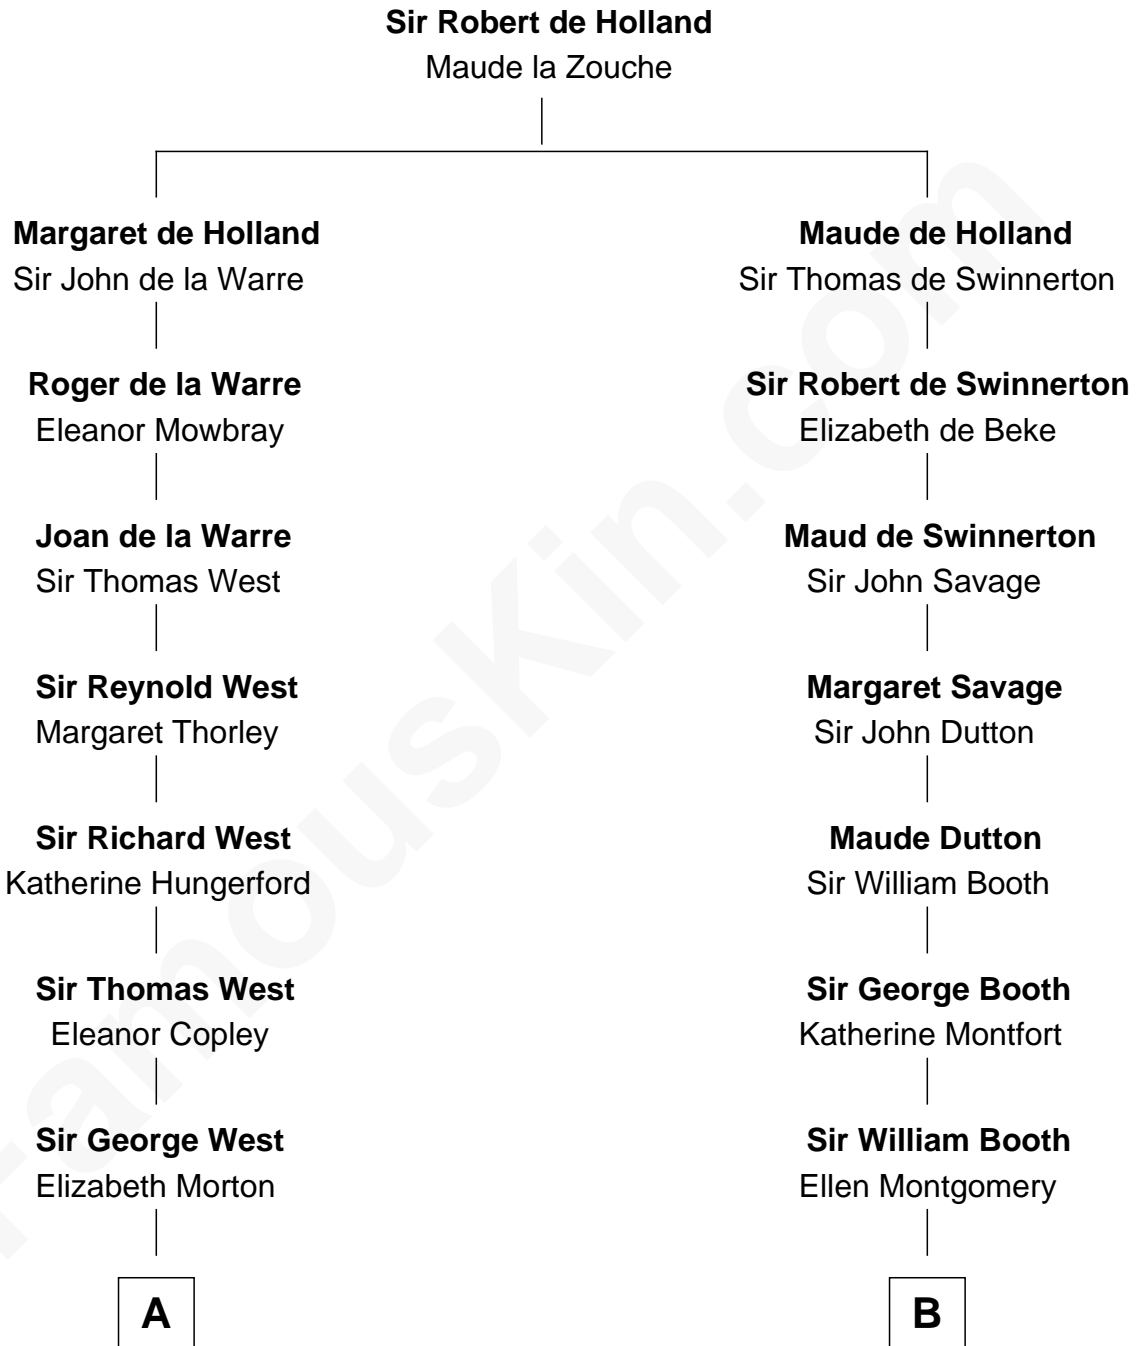 Sir Robert de Holland
Maude la Zouche
Margaret de Holland
Sir John de la Warre
Roger de la Warre
Eleanor Mowbray
Joan de la Warre
Sir Thomas West
Sir Reynold West
Margaret Thorley
Sir Richard West
Katherine Hungerford
Sir Thomas West
Eleanor Copley
Sir George West
Elizabeth Morton
A
Maude de Holland
Sir Thomas de Swinnerton
Sir Robert de Swinnerton
Elizabeth de Beke
Maud de Swinnerton
Sir John Savage
Margaret Savage
Sir John Dutton
Maude Dutton
Sir William Booth
Sir George Booth
Katherine Montfort
Sir William Booth
Ellen Montgomery
B
FamousKin.com